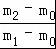 m₂ − m₀
m₁ − m₀